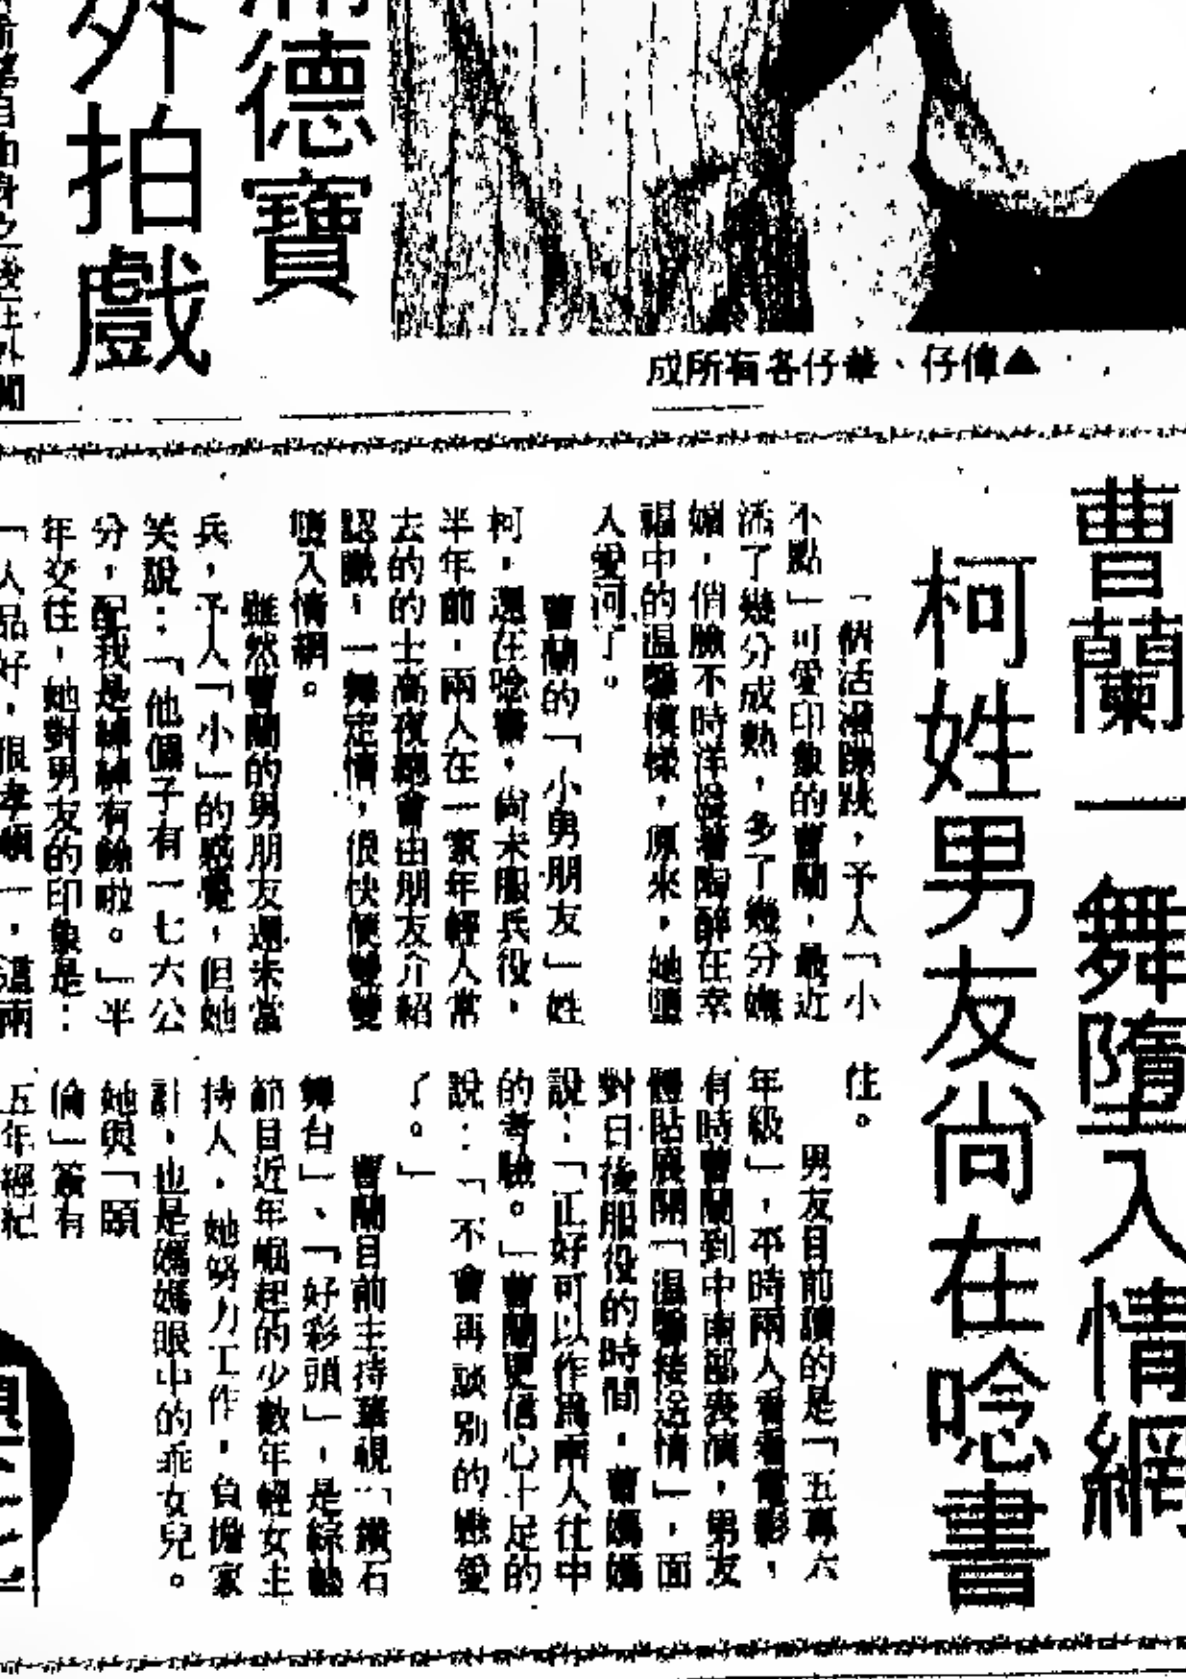 曹蘭一舞墮入情網
柯姓男友尚在唸書
一個活潑蹦跳，予人「小
不點」可愛印象的曹蘭，最近
添了幾分成熟，多了幾分嫵
媚，俏臉不時洋溢著陶醉在幸
福中的溫馨模樣，原來，她墮
入愛河了。
曹蘭的「小男朋友」姓
柯，還在唸書，尚未服兵役，
半年前，兩人在一家年輕人常
去的的士高夜總會由朋友介紹
認識，一舞定情，很快便雙雙
墮入情網。
雖然曹蘭的男朋友還未當
兵，予人「小」的感覺，但她
笑說：「他個子有一七六公
分，配我是綽綽有餘啦。」半
年交往，她對男友的印象是：
「人品好，很孝順」，這兩
住。
男友目前讀的是「五專六
年級」，平時兩人看看電影，
有時曹蘭到中南部表演，男友
體貼展開「溫馨接送情」，面
對日後服役的時間，曹媽媽
說：「正好可以作為兩人往中
的考驗。」曹蘭更信心十足的
說：「不會再談別的戀愛
了。」
曹蘭目前主持華視「鑽石
舞台」、「好彩頭」，是綜藝
節目近年崛起的少數年輕女主
持人，她努力工作，負擔家
計，也是媽媽眼中的乖女兒。
她與「頤
倫」簽有
五年經紀
▲偉仔、華仔各有所成
德寶
外拍戲